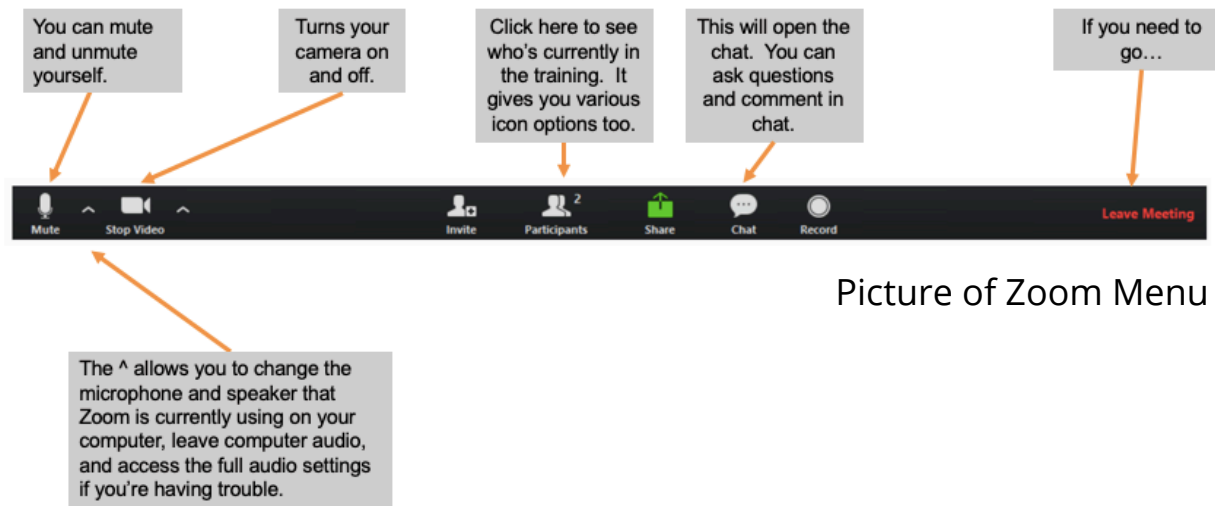 You can mute
and unmute
yourself.
Turns your
camera on
and off.
Click here to see
who's currently in
the training.  It
gives you various
icon options too.
This will open the
chat.  You can
ask questions
and comment in
chat.
If you need to
go…
Mute
^
Stop Video
^
Invite
Participants
2
Share
Chat
Record
Leave Meeting
Picture of Zoom Menu
The ^ allows you to change the
microphone and speaker that
Zoom is currently using on your
computer, leave computer audio,
and access the full audio settings
if you're having trouble.